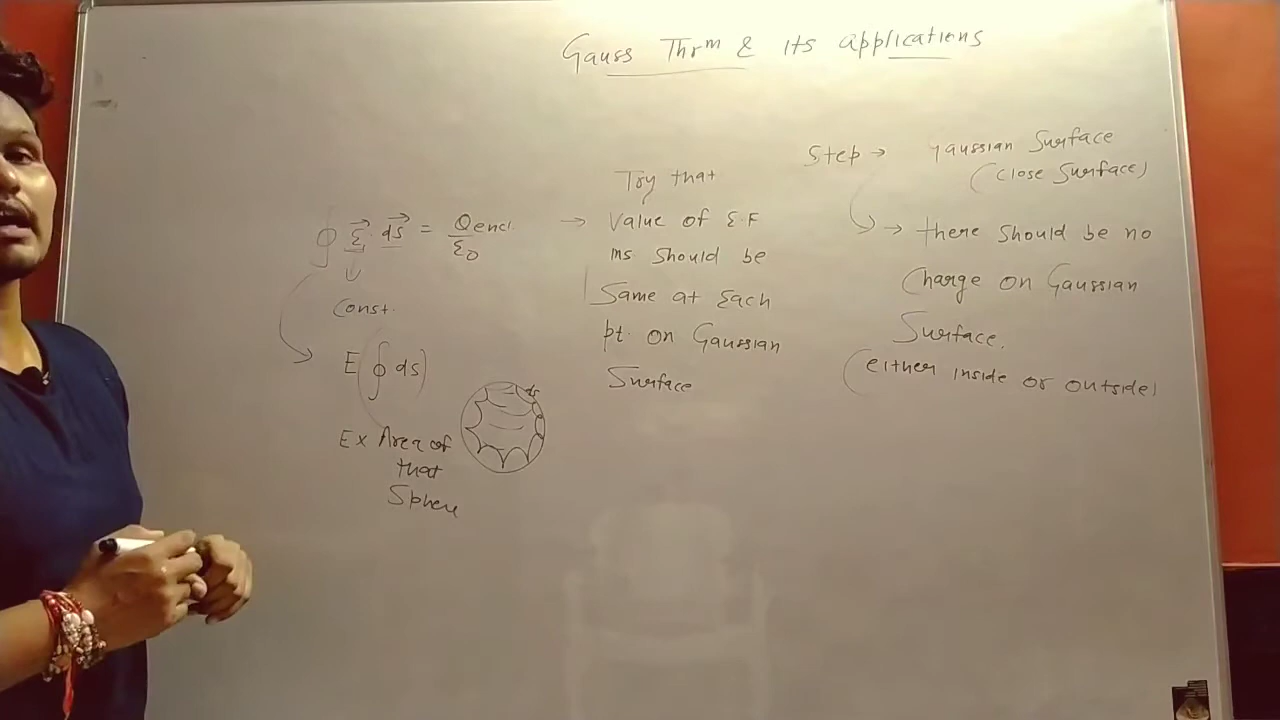 Gauss Thrm & its applications
∮ E⃗ . ds⃗ = Qencl. / ε0 →
↓
Const.
E(∮ ds)
ds
Ex Area of
that
Sphere
Try that
Value of EF
ms should be
Same at Each
pt. on Gaussian
Surface
Step → Gaussian Surface
(Close Surface)
→ there should be no
Charge on Gaussian
Surface.
(either inside or outside)